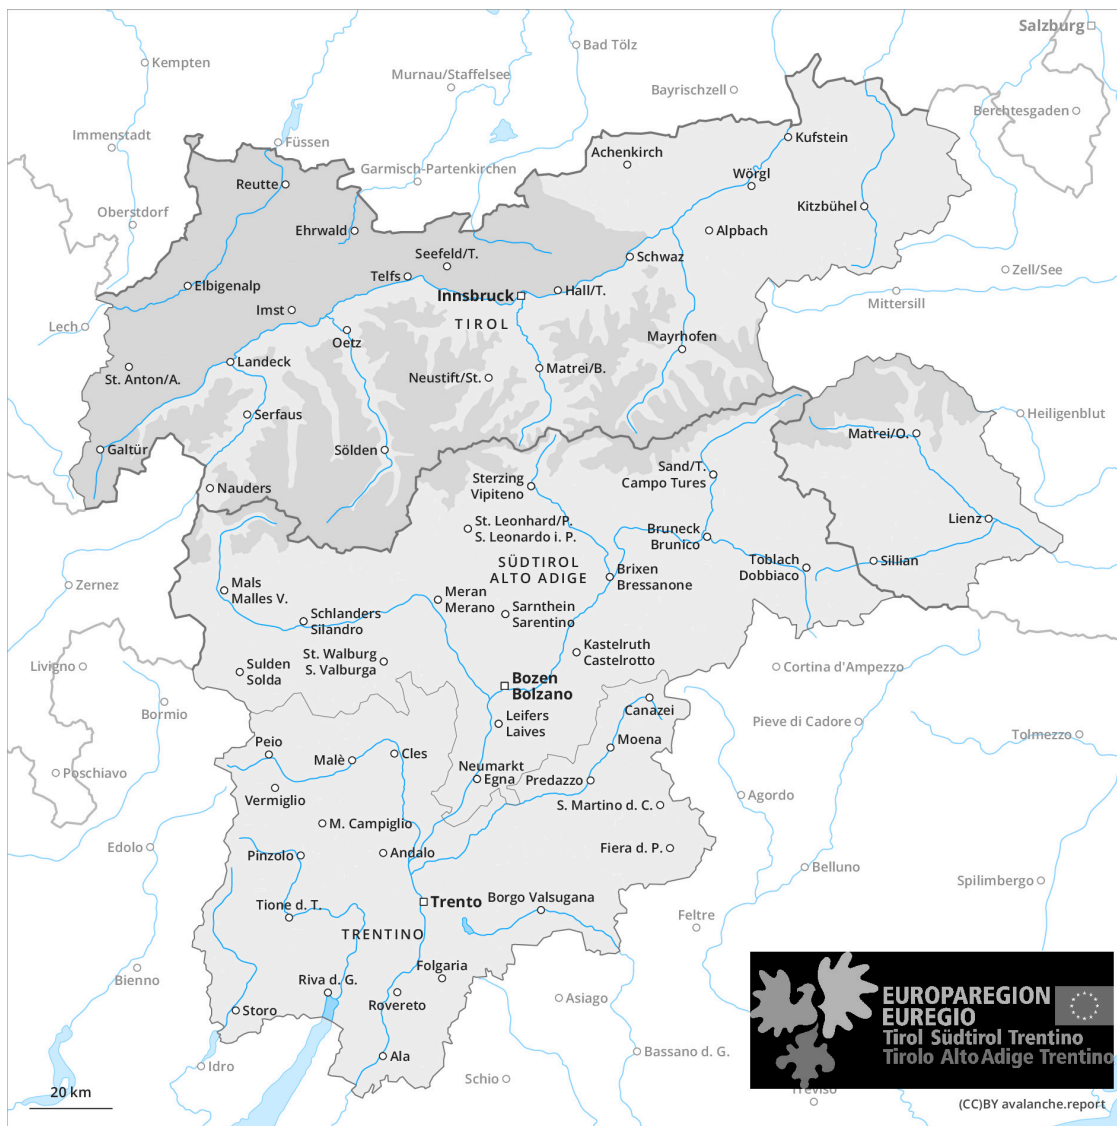 Salzburg
Bad Tölz
Kempten
Murnau/Staffelsee
Bayrischzell
Berchtesgaden
Immenstadt
Füssen
Kufstein
Achenkirch
Garmisch-Partenkirchen
Wörgl
Reutte
Kitzbühel
Oberstdorf
Ehrwald
Alpbach
Seefeld/T.
Schwaz
Zell/See
Telfs
Elbigenalp
Hall/T.
Innsbruck
Mittersill
Imst
TIROL
Lech
Oetz
Mayrhofen
Landeck
Matrei/B.
St. Anton/A.
Neustift/St.
Serfaus
Heiligenblut
Matrei/O.
Galtür
Sölden
Sand/T.
Campo Tures
Sterzing
Vipiteno
Nauders
Lienz
St. Leonhard/P.
S. Leonardo i. P.
Bruneck
Brunico
SÜDTIROL
ALTO ADIGE
Toblach
Dobbiaco
Sillian
Brixen
Bressanone
Zernez
Mals
Malles V.
Meran
Merano
Schlanders
Silandro
Sarnthein
Sarentino
Kastelruth
Castelrotto
St. Walburg
S. Valburga
Livigno
Sulden
Solda
Cortina d'Ampezzo
Bozen
Bolzano
Canazei
Bormio
Leifers
Laives
Pieve di Cadore
Tolmezzo
Peio
Moena
Cles
Malè
Neumarkt
Egna
Poschiavo
Predazzo
Vermiglio
Agordo
S. Martino d. C.
M. Campiglio
Edolo
Pinzolo
Andalo
Fiera d. P.
Belluno
Spilimbergo
Tione d. T.
Trento
Borgo Valsugana
Feltre
TRENTINO
Folgaria
Bienno
Riva d. G.
Rovereto
Asiago
Storo
EUROPAREGION
EUREGIO
Tirol Südtirol Trentino
Tirolo Alto Adige Trentino
Ala
Idro
Bassano d. G.
Schio
20 km
Treviso
(CC)BY avalanche.report